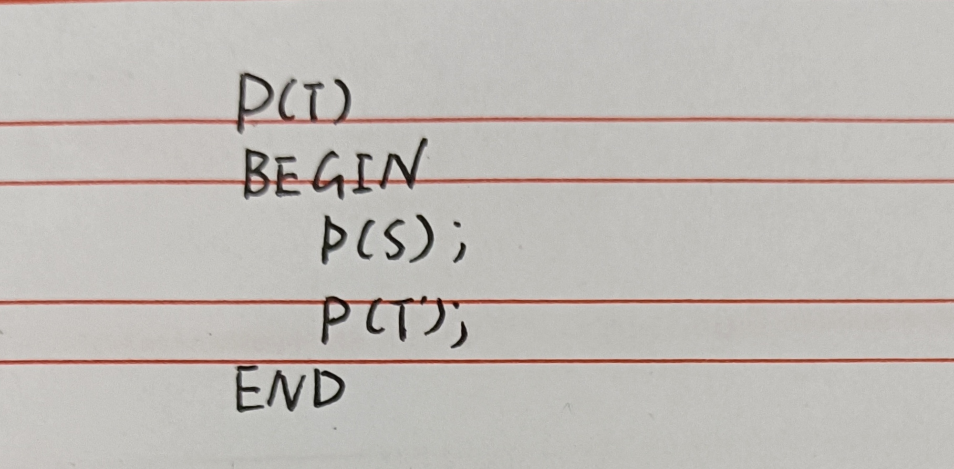 P(T)
BEGIN
P(S);
P(T');
END